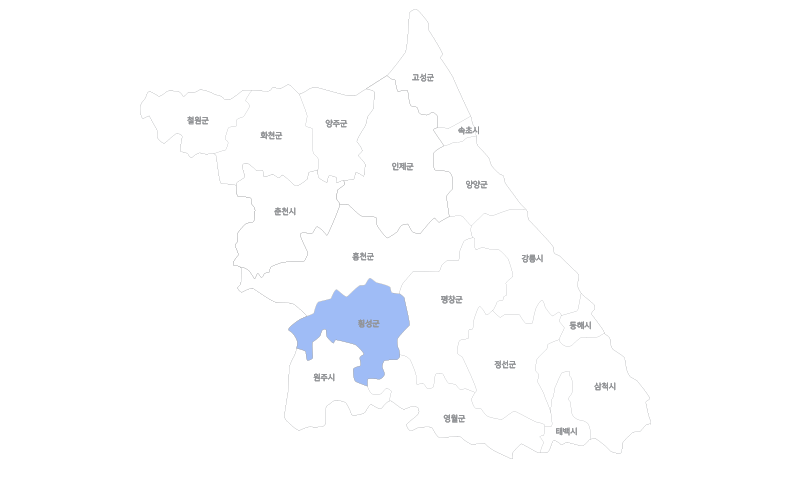 고성군
철원군
양주군
속초시
화천군
인제군
양양군
춘천시
홍천군
강릉시
평창군
횡성군
동해시
정선군
원주시
삼척시
영월군
태백시